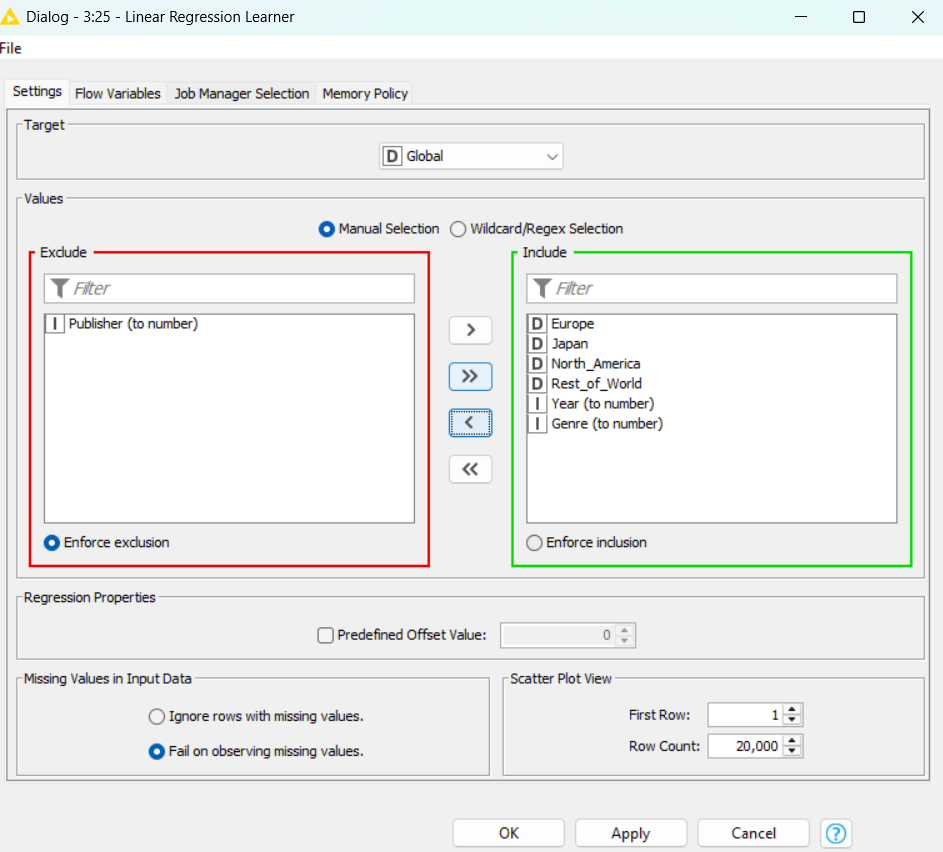 Dialog - 3:25 - Linear Regression Learner
File
Settings Flow Variables Job Manager Selection Memory Policy
Target
D Global
Values
Manual Selection Wildcard/Regex Selection
Exclude
Filter
I Publisher (to number)
Enforce exclusion
Include
Filter
D Europe
D Japan
D North_America
D Rest_of_World
I Year (to number)
I Genre (to number)
Enforce inclusion
Regression Properties
Predefined Offset Value: 0
Missing Values in Input Data
Ignore rows with missing values.
Fail on observing missing values.
Scatter Plot View
First Row: 1
Row Count: 20,000
OK Apply Cancel ?